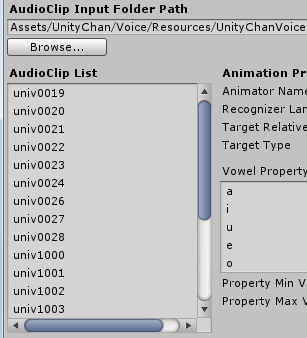 AudioClip Input Folder Path
Assets/UnityChan/Voice/Resources/UnityChanVoice
Browse...
AudioClip List
univ0019
univ0020
univ0021
univ0022
univ0023
univ0024
univ0026
univ0027
univ0028
univ1000
univ1001
univ1002
univ1003
Animation Pr
Animator Name
Recognizer Lan
Target Relative
Target Type
Vowel Property
a
i
u
e
o
Property Min V
Property Max V